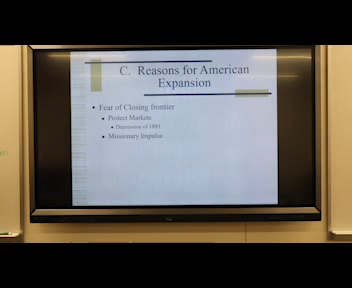 C. Reasons for American
Expansion
Fear of Closing frontier
Protect Markets
Depression of 1893
Missionary Impulse